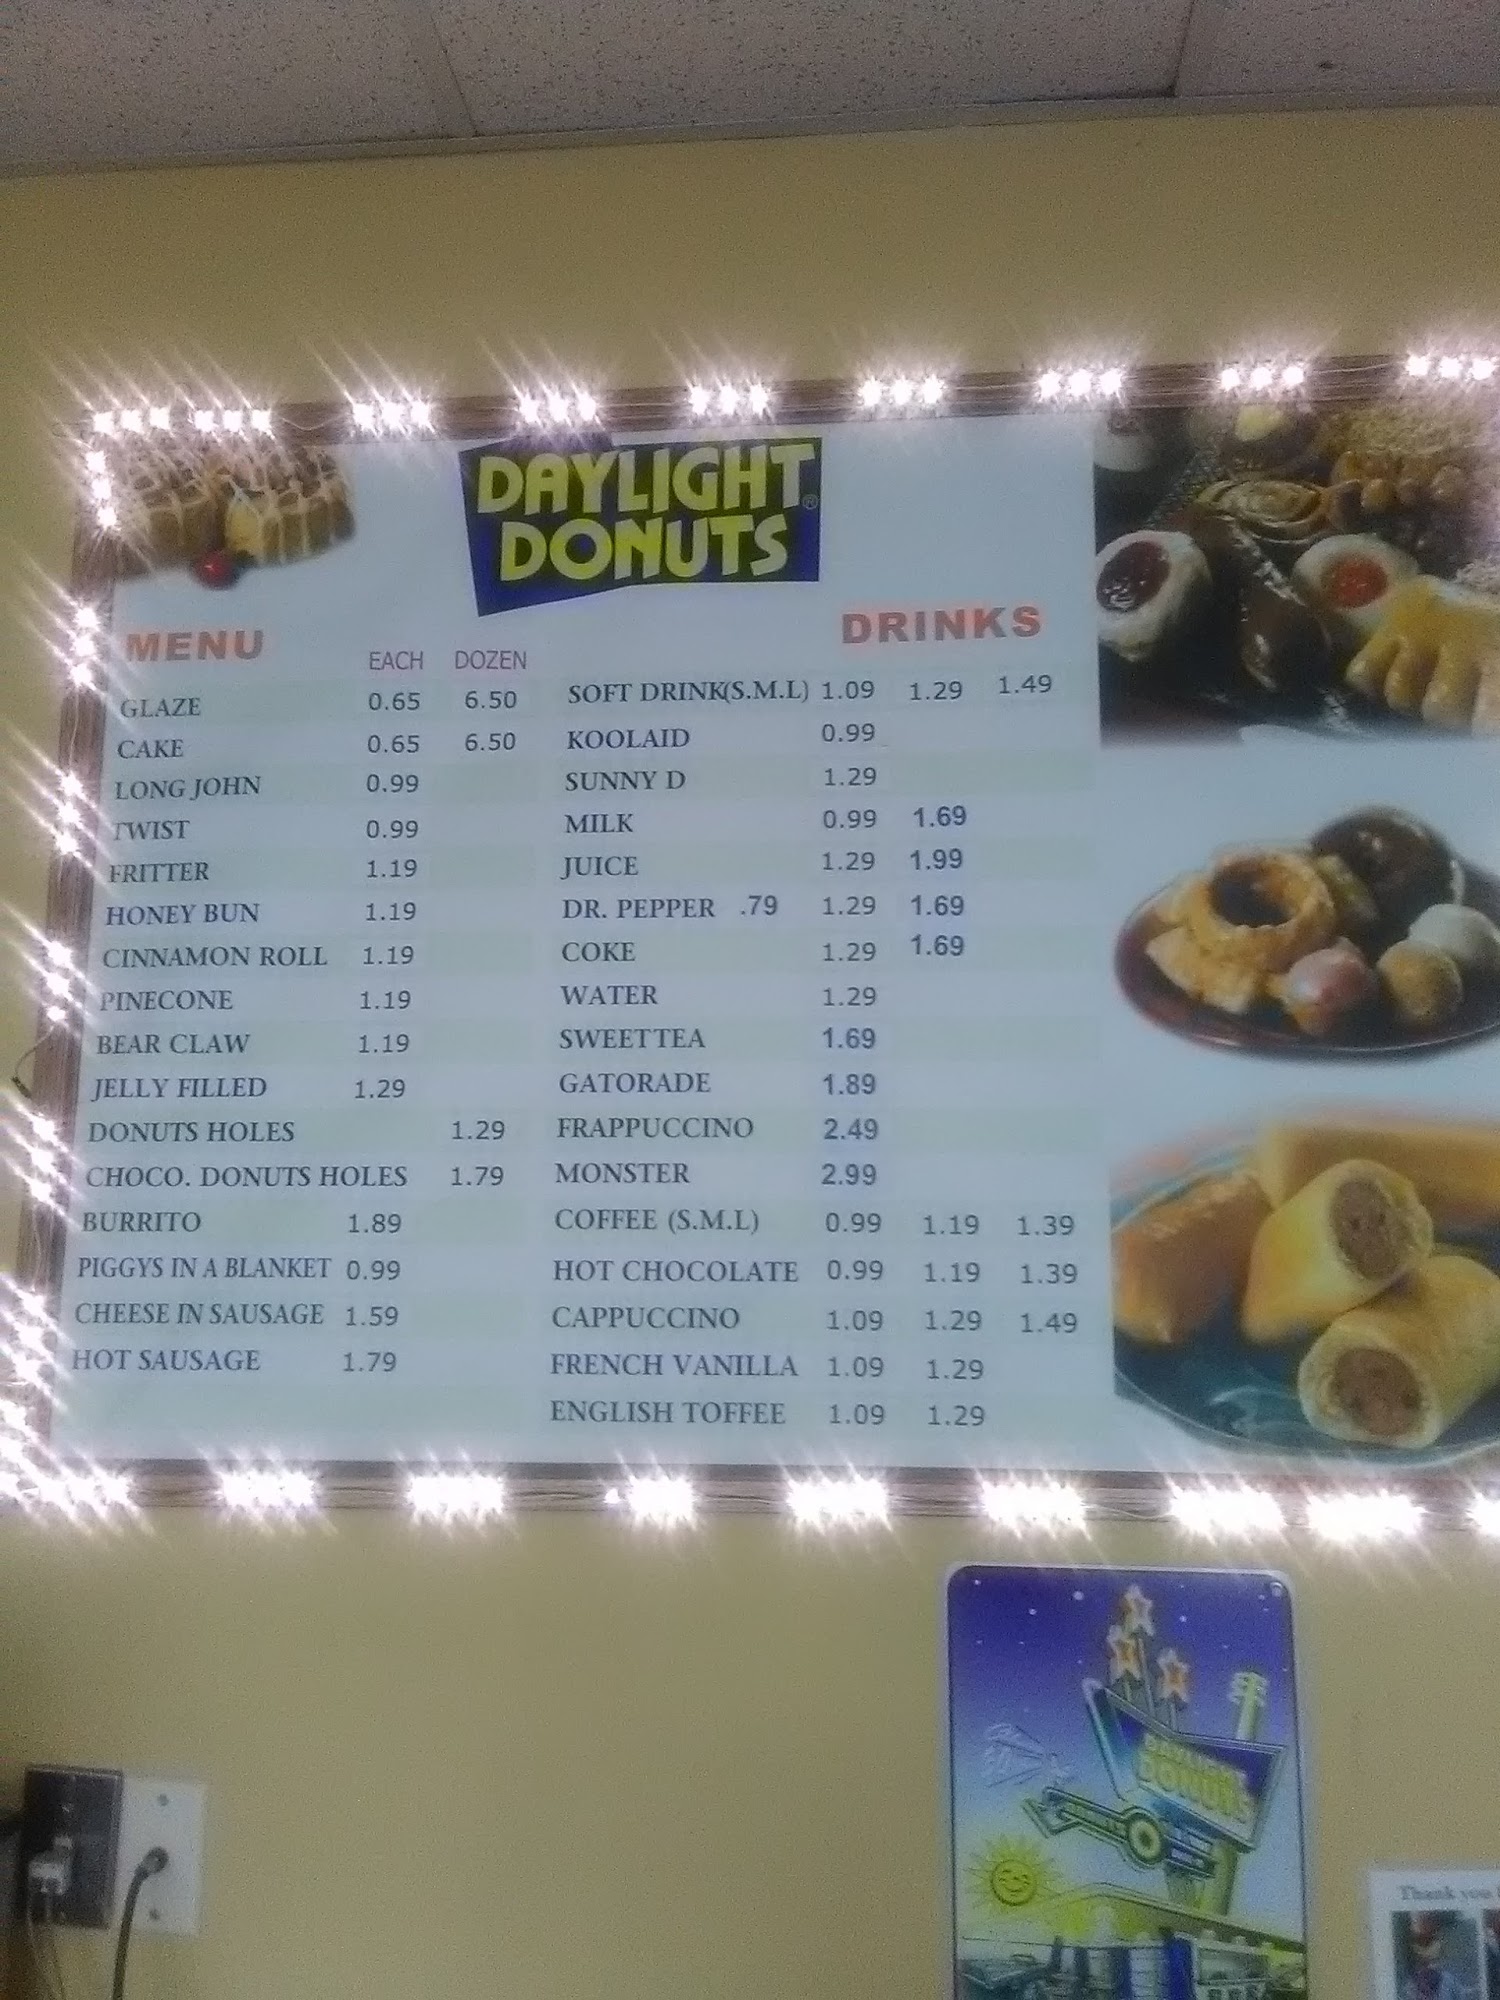 DAYLIGHT
DONUTS®
MENU
EACH DOZEN
GLAZE 0.65 6.50
CAKE 0.65 6.50
LONG JOHN 0.99
TWIST 0.99
FRITTER 1.19
HONEY BUN 1.19
CINNAMON ROLL 1.19
PINECONE 1.19
BEAR CLAW 1.19
JELLY FILLED 1.29
DONUTS HOLES 1.29
CHOCO. DONUTS HOLES 1.79
BURRITO 1.89
PIGGYS IN A BLANKET 0.99
CHEESE IN SAUSAGE 1.59
HOT SAUSAGE 1.79
DRINKS
SOFT DRINK(S.M.L) 1.09 1.29 1.49
KOOLAID 0.99
SUNNY D 1.29
MILK 0.99 1.69
JUICE 1.29 1.99
DR. PEPPER .79 1.29 1.69
COKE 1.29 1.69
WATER 1.29
SWEET TEA 1.69
GATORADE 1.89
FRAPPUCCINO 2.49
MONSTER 2.99
COFFEE (S.M.L) 0.99 1.19 1.39
HOT CHOCOLATE 0.99 1.19 1.39
CAPPUCCINO 1.09 1.29 1.49
FRENCH VANILLA 1.09 1.29
ENGLISH TOFFEE 1.09 1.29
DAYLIGHT
DONUTS
Thank you